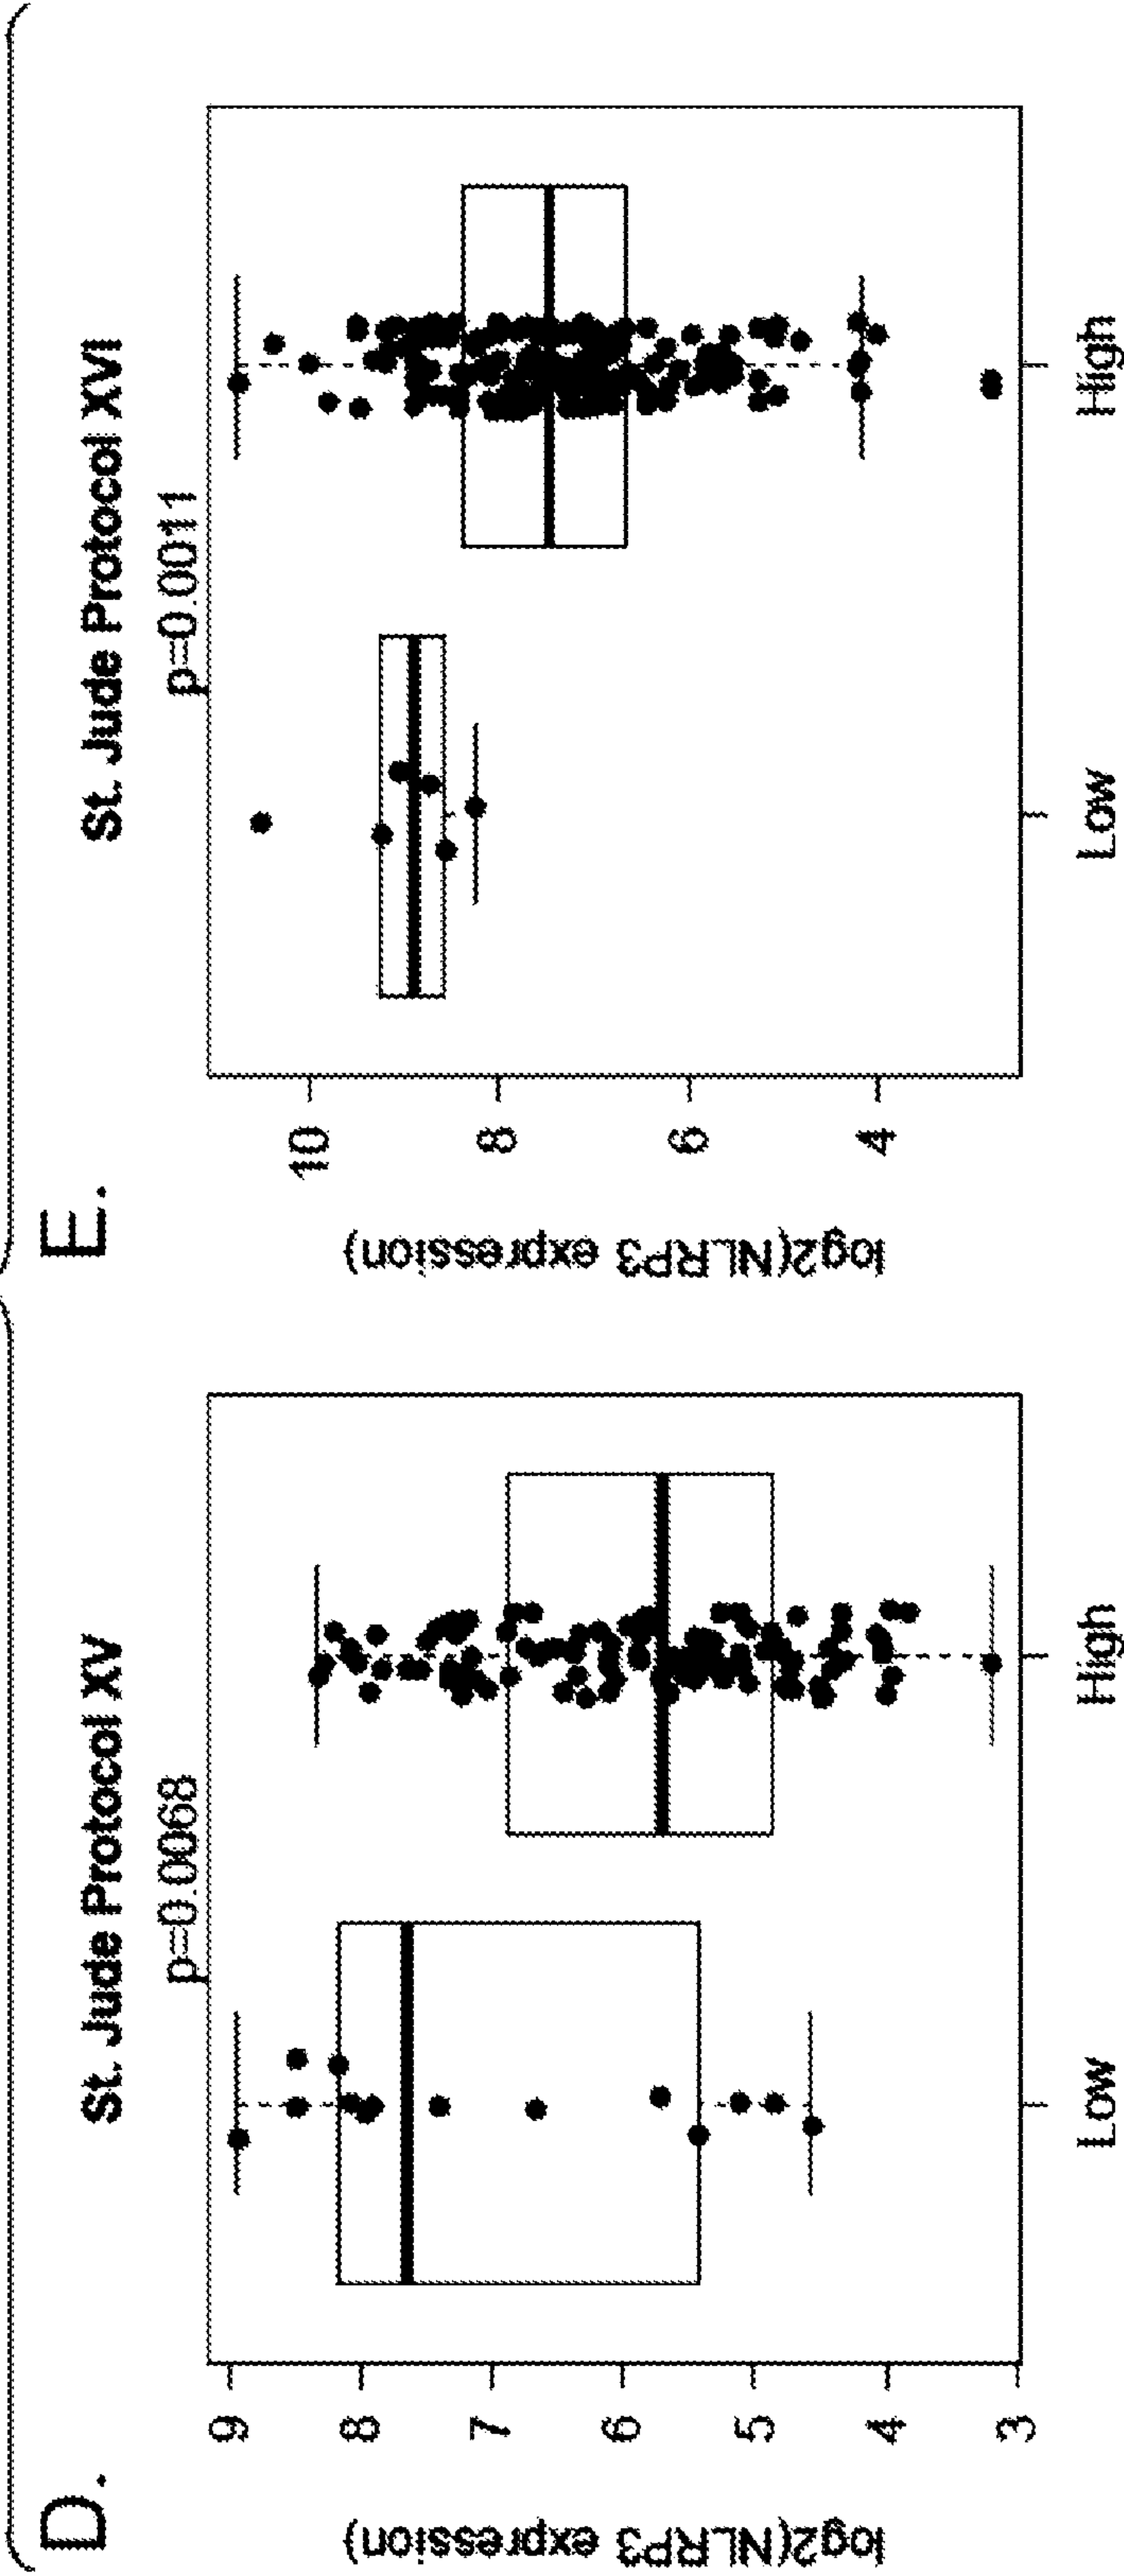 D.
St. Jude Protocol XV
p=0.0068
log2(NLRP3 expression)
9
8
7
6
5
4
3
Low
High
E.
St. Jude Protocol XVI
p=0.0011
log2(NLRP3 expression)
10
8
6
4
Low
High